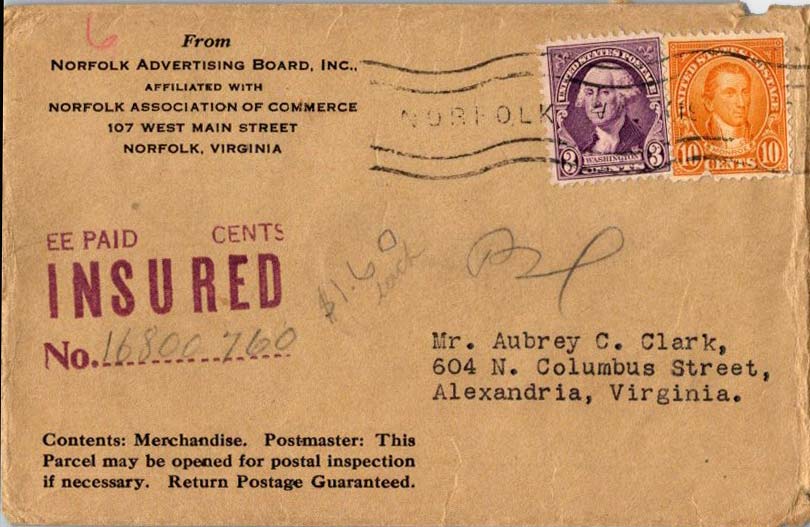 6
From
NORFOLK ADVERTISING BOARD, INC.,
AFFILIATED WITH
NORFOLK ASSOCIATION OF COMMERCE
107 WEST MAIN STREET
NORFOLK, VIRGINIA
NORFOLK
UNITED STATES POSTAGE
WASHINGTON
3 CENTS 3
UNITED STATES POSTAGE
MONROE
10 CENTS 10
EE PAID CENTS
INSURED
No. 16800 760
$1.60
each
Mr. Aubrey C. Clark,
604 N. Columbus Street,
Alexandria, Virginia.
Contents: Merchandise. Postmaster: This
Parcel may be opened for postal inspection
if necessary. Return Postage Guaranteed.